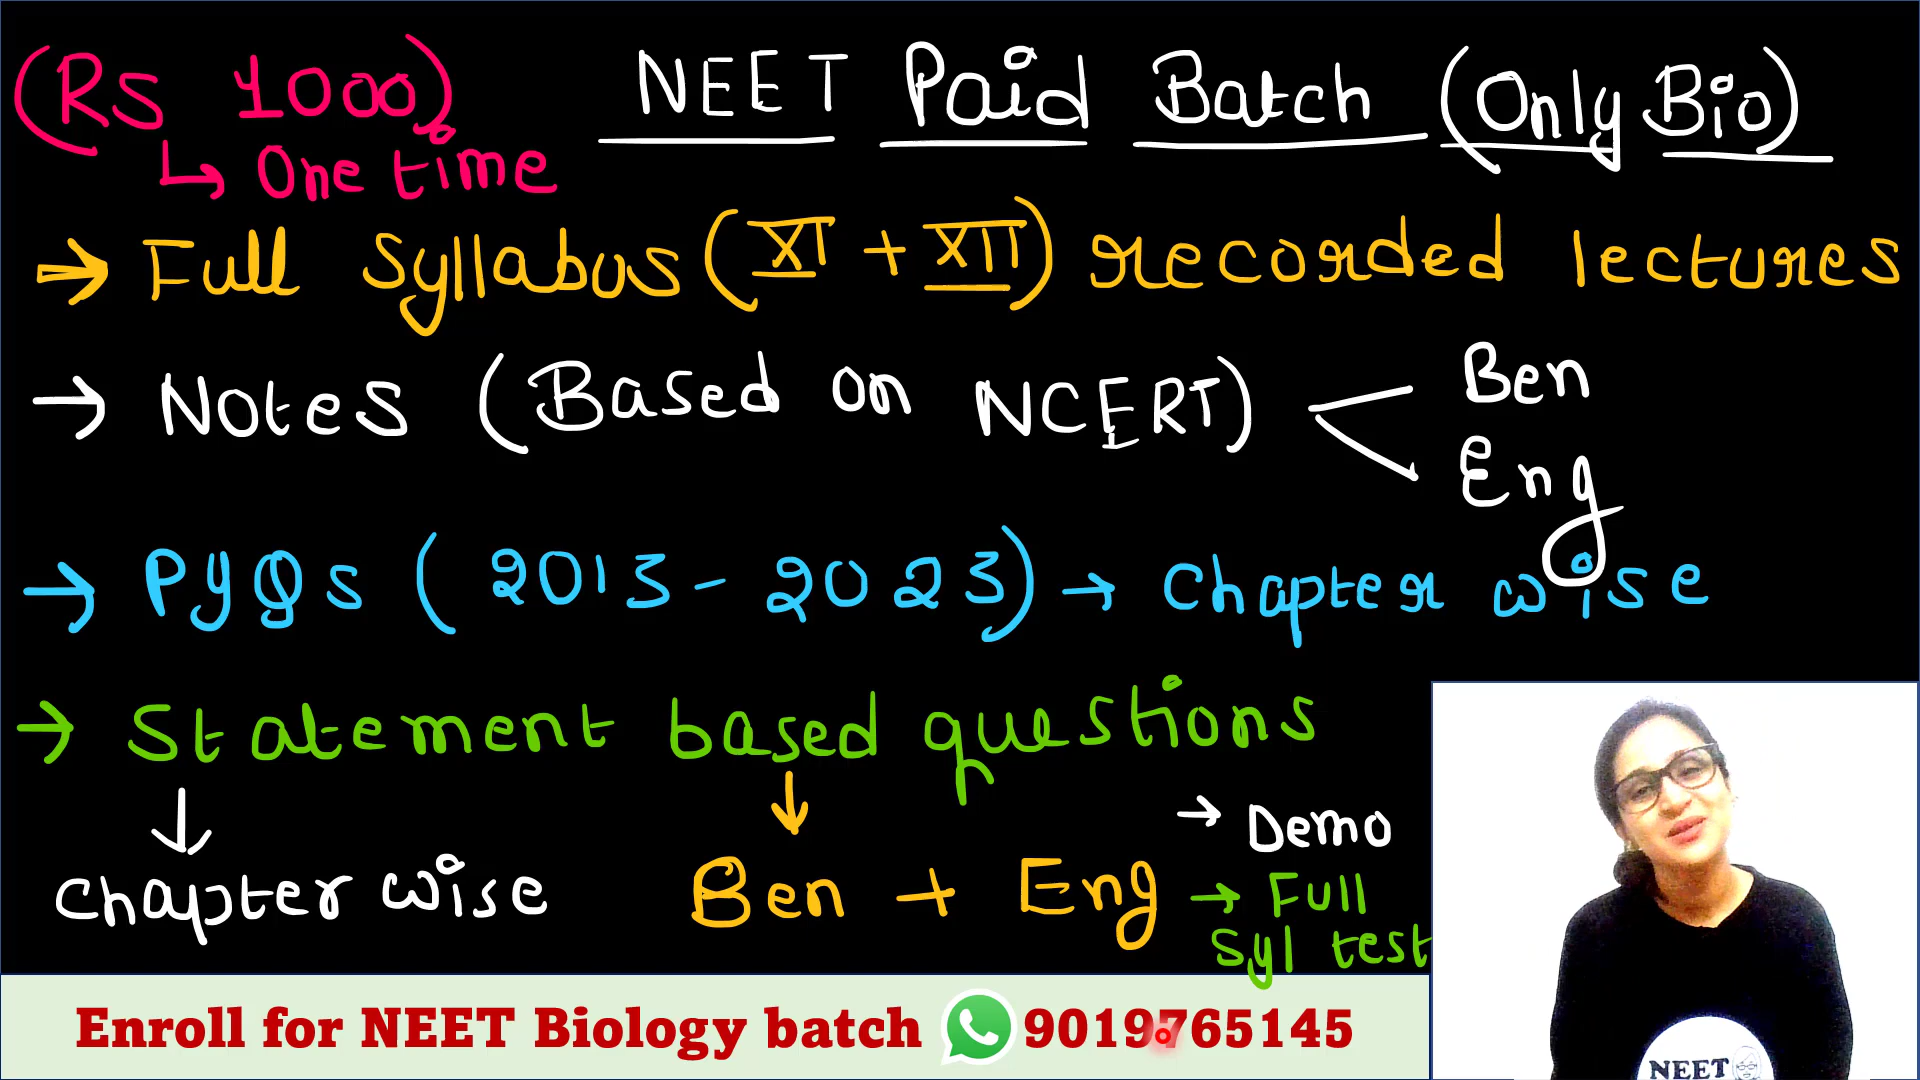 (Rs 1000) NEET Paid Batch (Only Bio)
↳ One time
→ Full Syllabus (XI + XII) recorded lectures
→ Notes (Based on NCERT) Ben
Eng
→ PYQs (2013 - 2023) → Chapter wise
→ Statement based questions
↓ ↓
Chapter wise Ben + Eng
→ Demo
→ Full
Syl test
Enroll for NEET Biology batch 9019765145
NEET